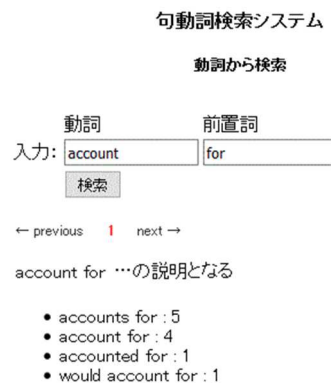 句動詞検索システム
動詞から検索
動詞 前置詞
入力: account for
検索
← previous 1 next →
account for …の説明となる
• accounts for : 5
• account for : 4
• accounted for : 1
• would account for : 1